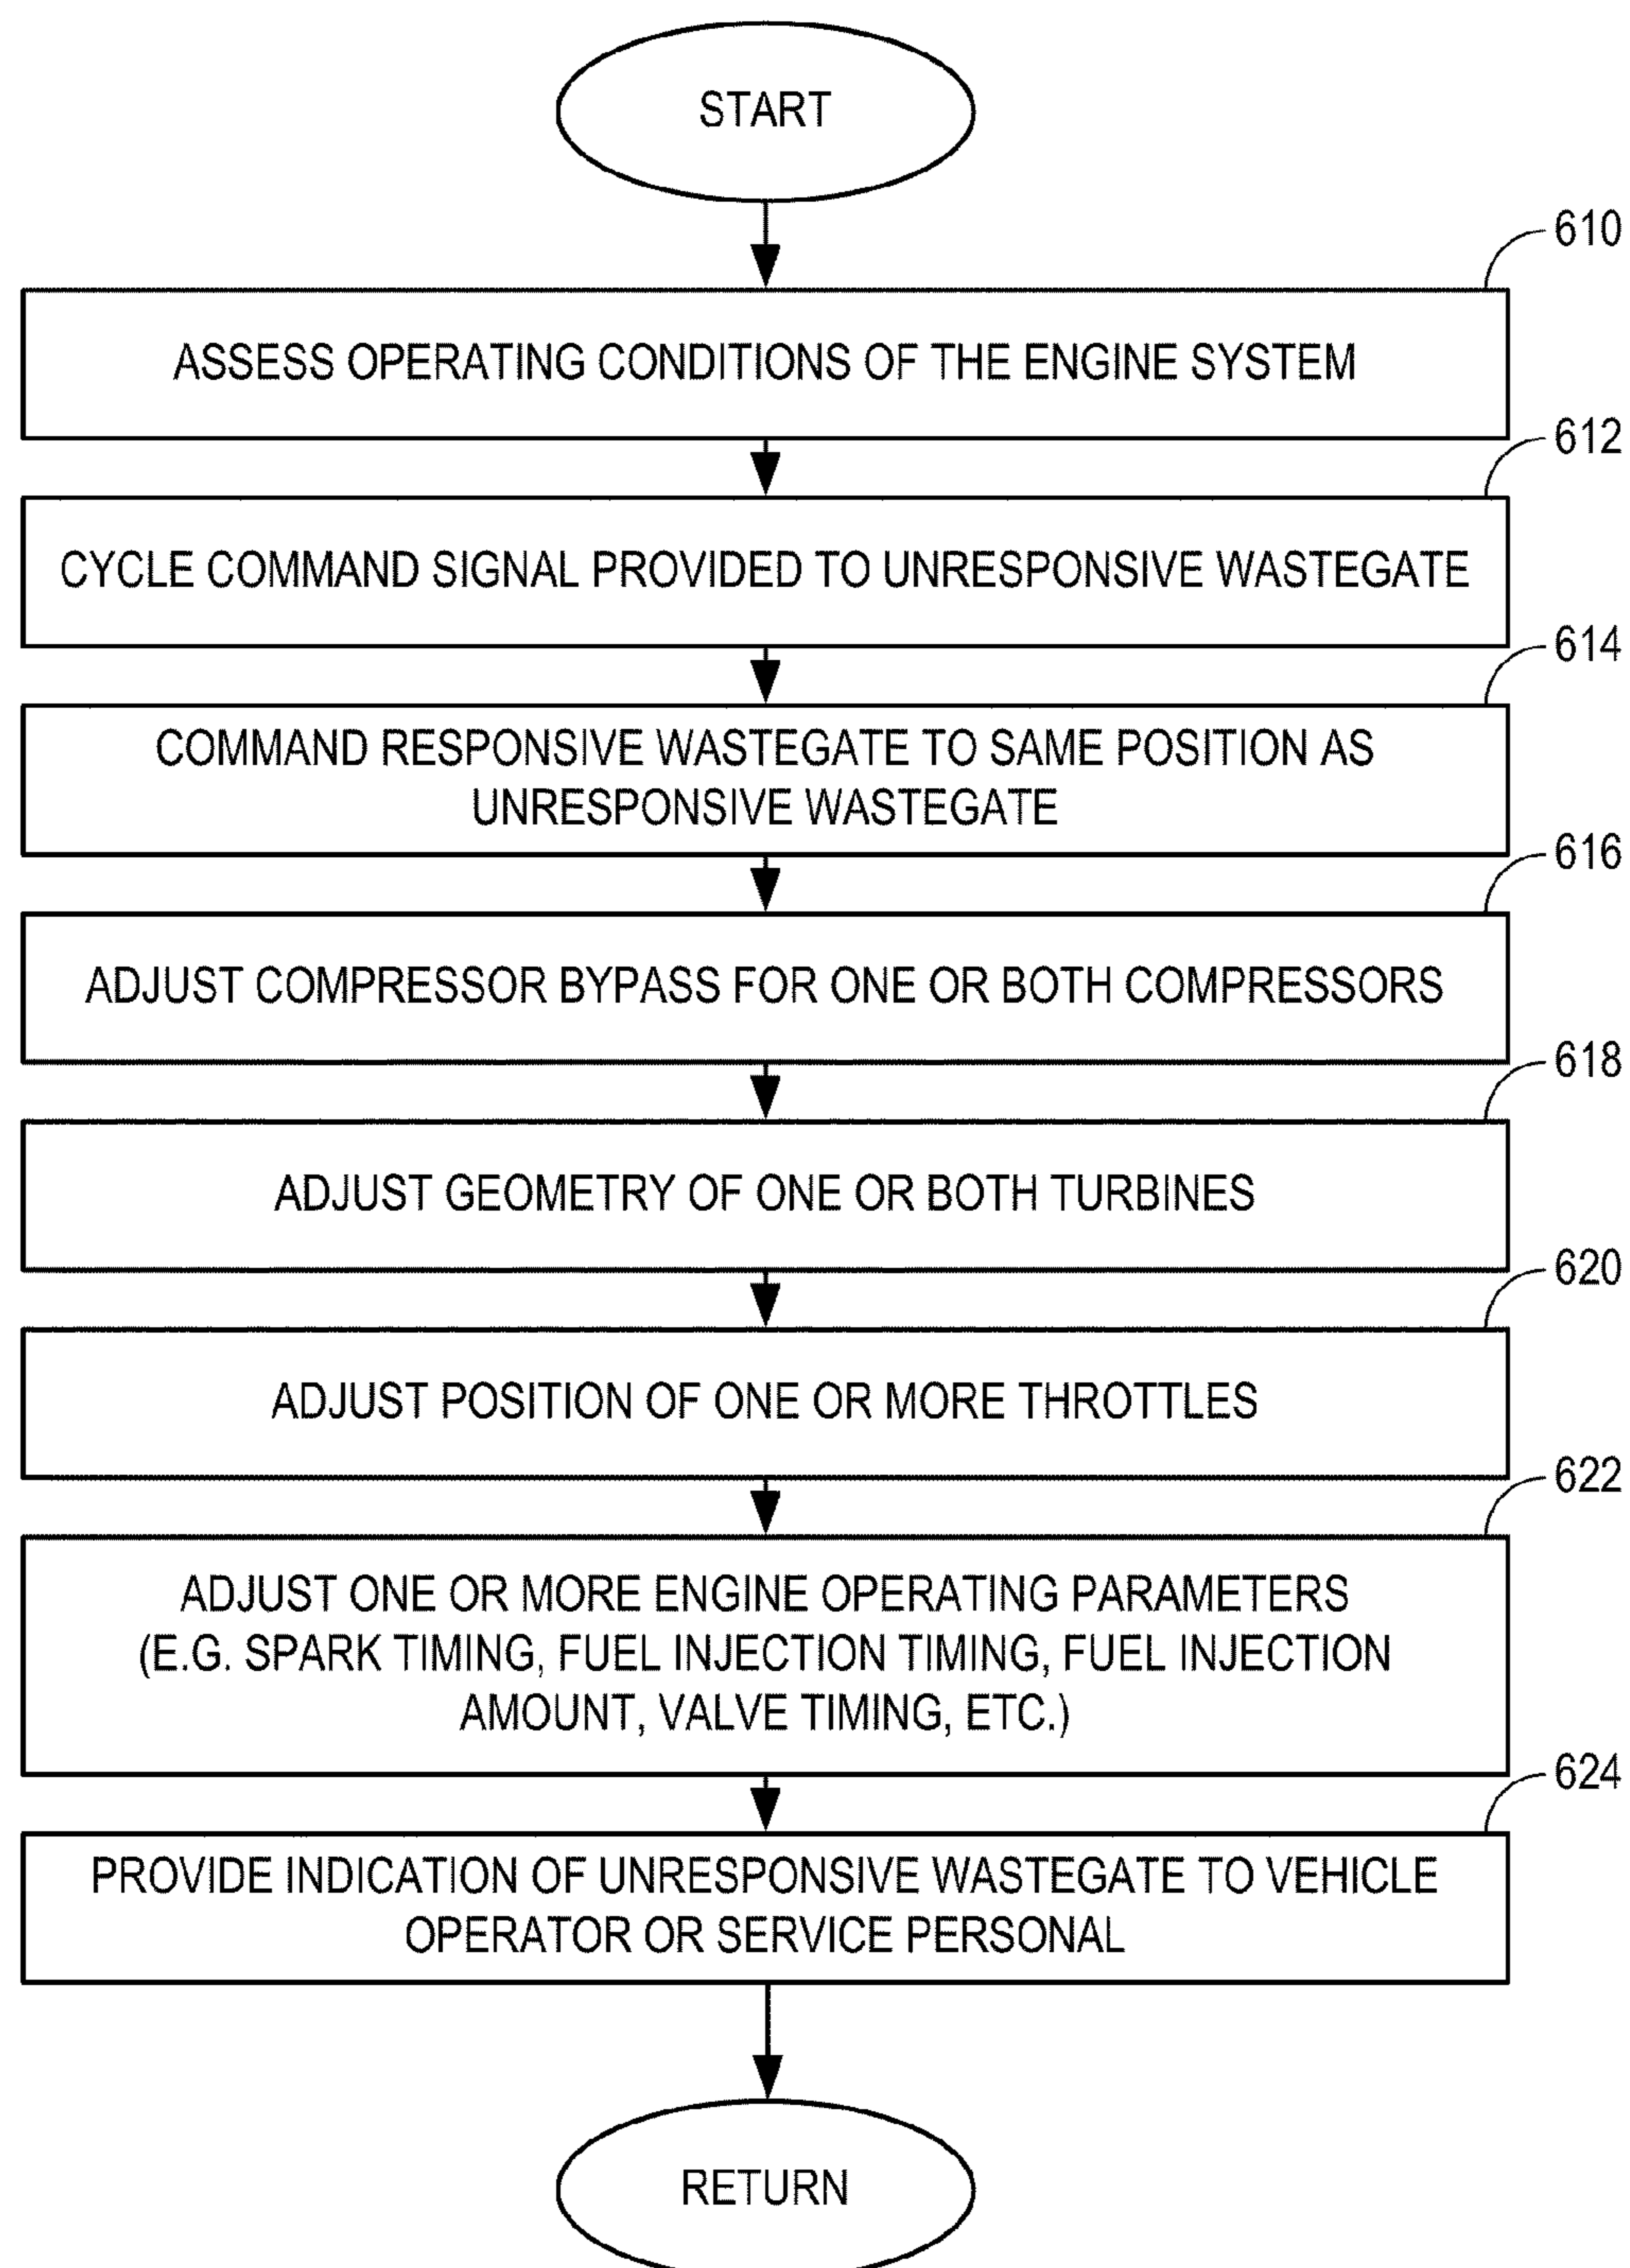 START
610
ASSESS OPERATING CONDITIONS OF THE ENGINE SYSTEM
612
CYCLE COMMAND SIGNAL PROVIDED TO UNRESPONSIVE WASTEGATE
614
COMMAND RESPONSIVE WASTEGATE TO SAME POSITION AS
UNRESPONSIVE WASTEGATE
616
ADJUST COMPRESSOR BYPASS FOR ONE OR BOTH COMPRESSORS
618
ADJUST GEOMETRY OF ONE OR BOTH TURBINES
620
ADJUST POSITION OF ONE OR MORE THROTTLES
622
ADJUST ONE OR MORE ENGINE OPERATING PARAMETERS
(E.G. SPARK TIMING, FUEL INJECTION TIMING, FUEL INJECTION
AMOUNT, VALVE TIMING, ETC.)
624
PROVIDE INDICATION OF UNRESPONSIVE WASTEGATE TO VEHICLE
OPERATOR OR SERVICE PERSONAL
RETURN